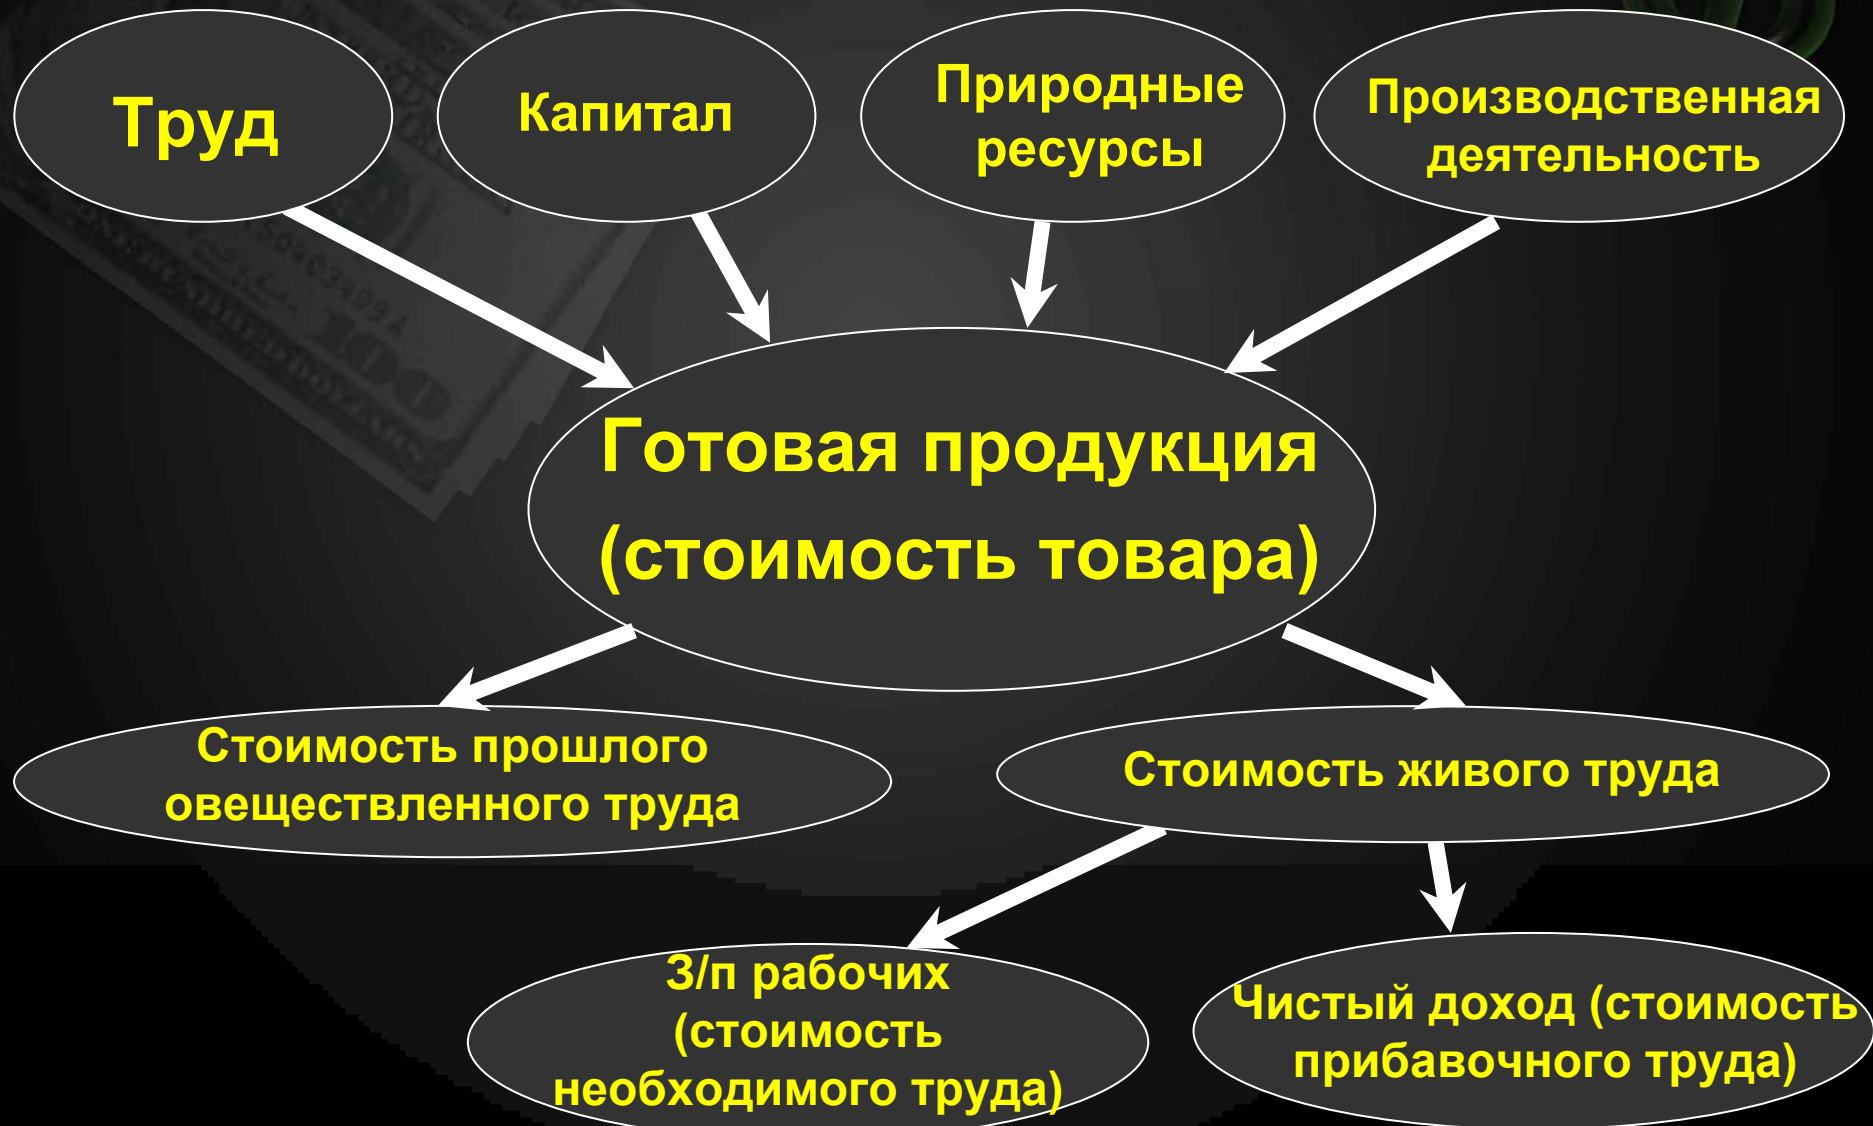 Труд
Капитал
Природные
ресурсы
Производственная
деятельность
Готовая продукция
(стоимость товара)
Стоимость прошлого
овеществленного труда
Стоимость живого труда
З/п рабочих
(стоимость
необходимого труда)
Чистый доход (стоимость
прибавочного труда)